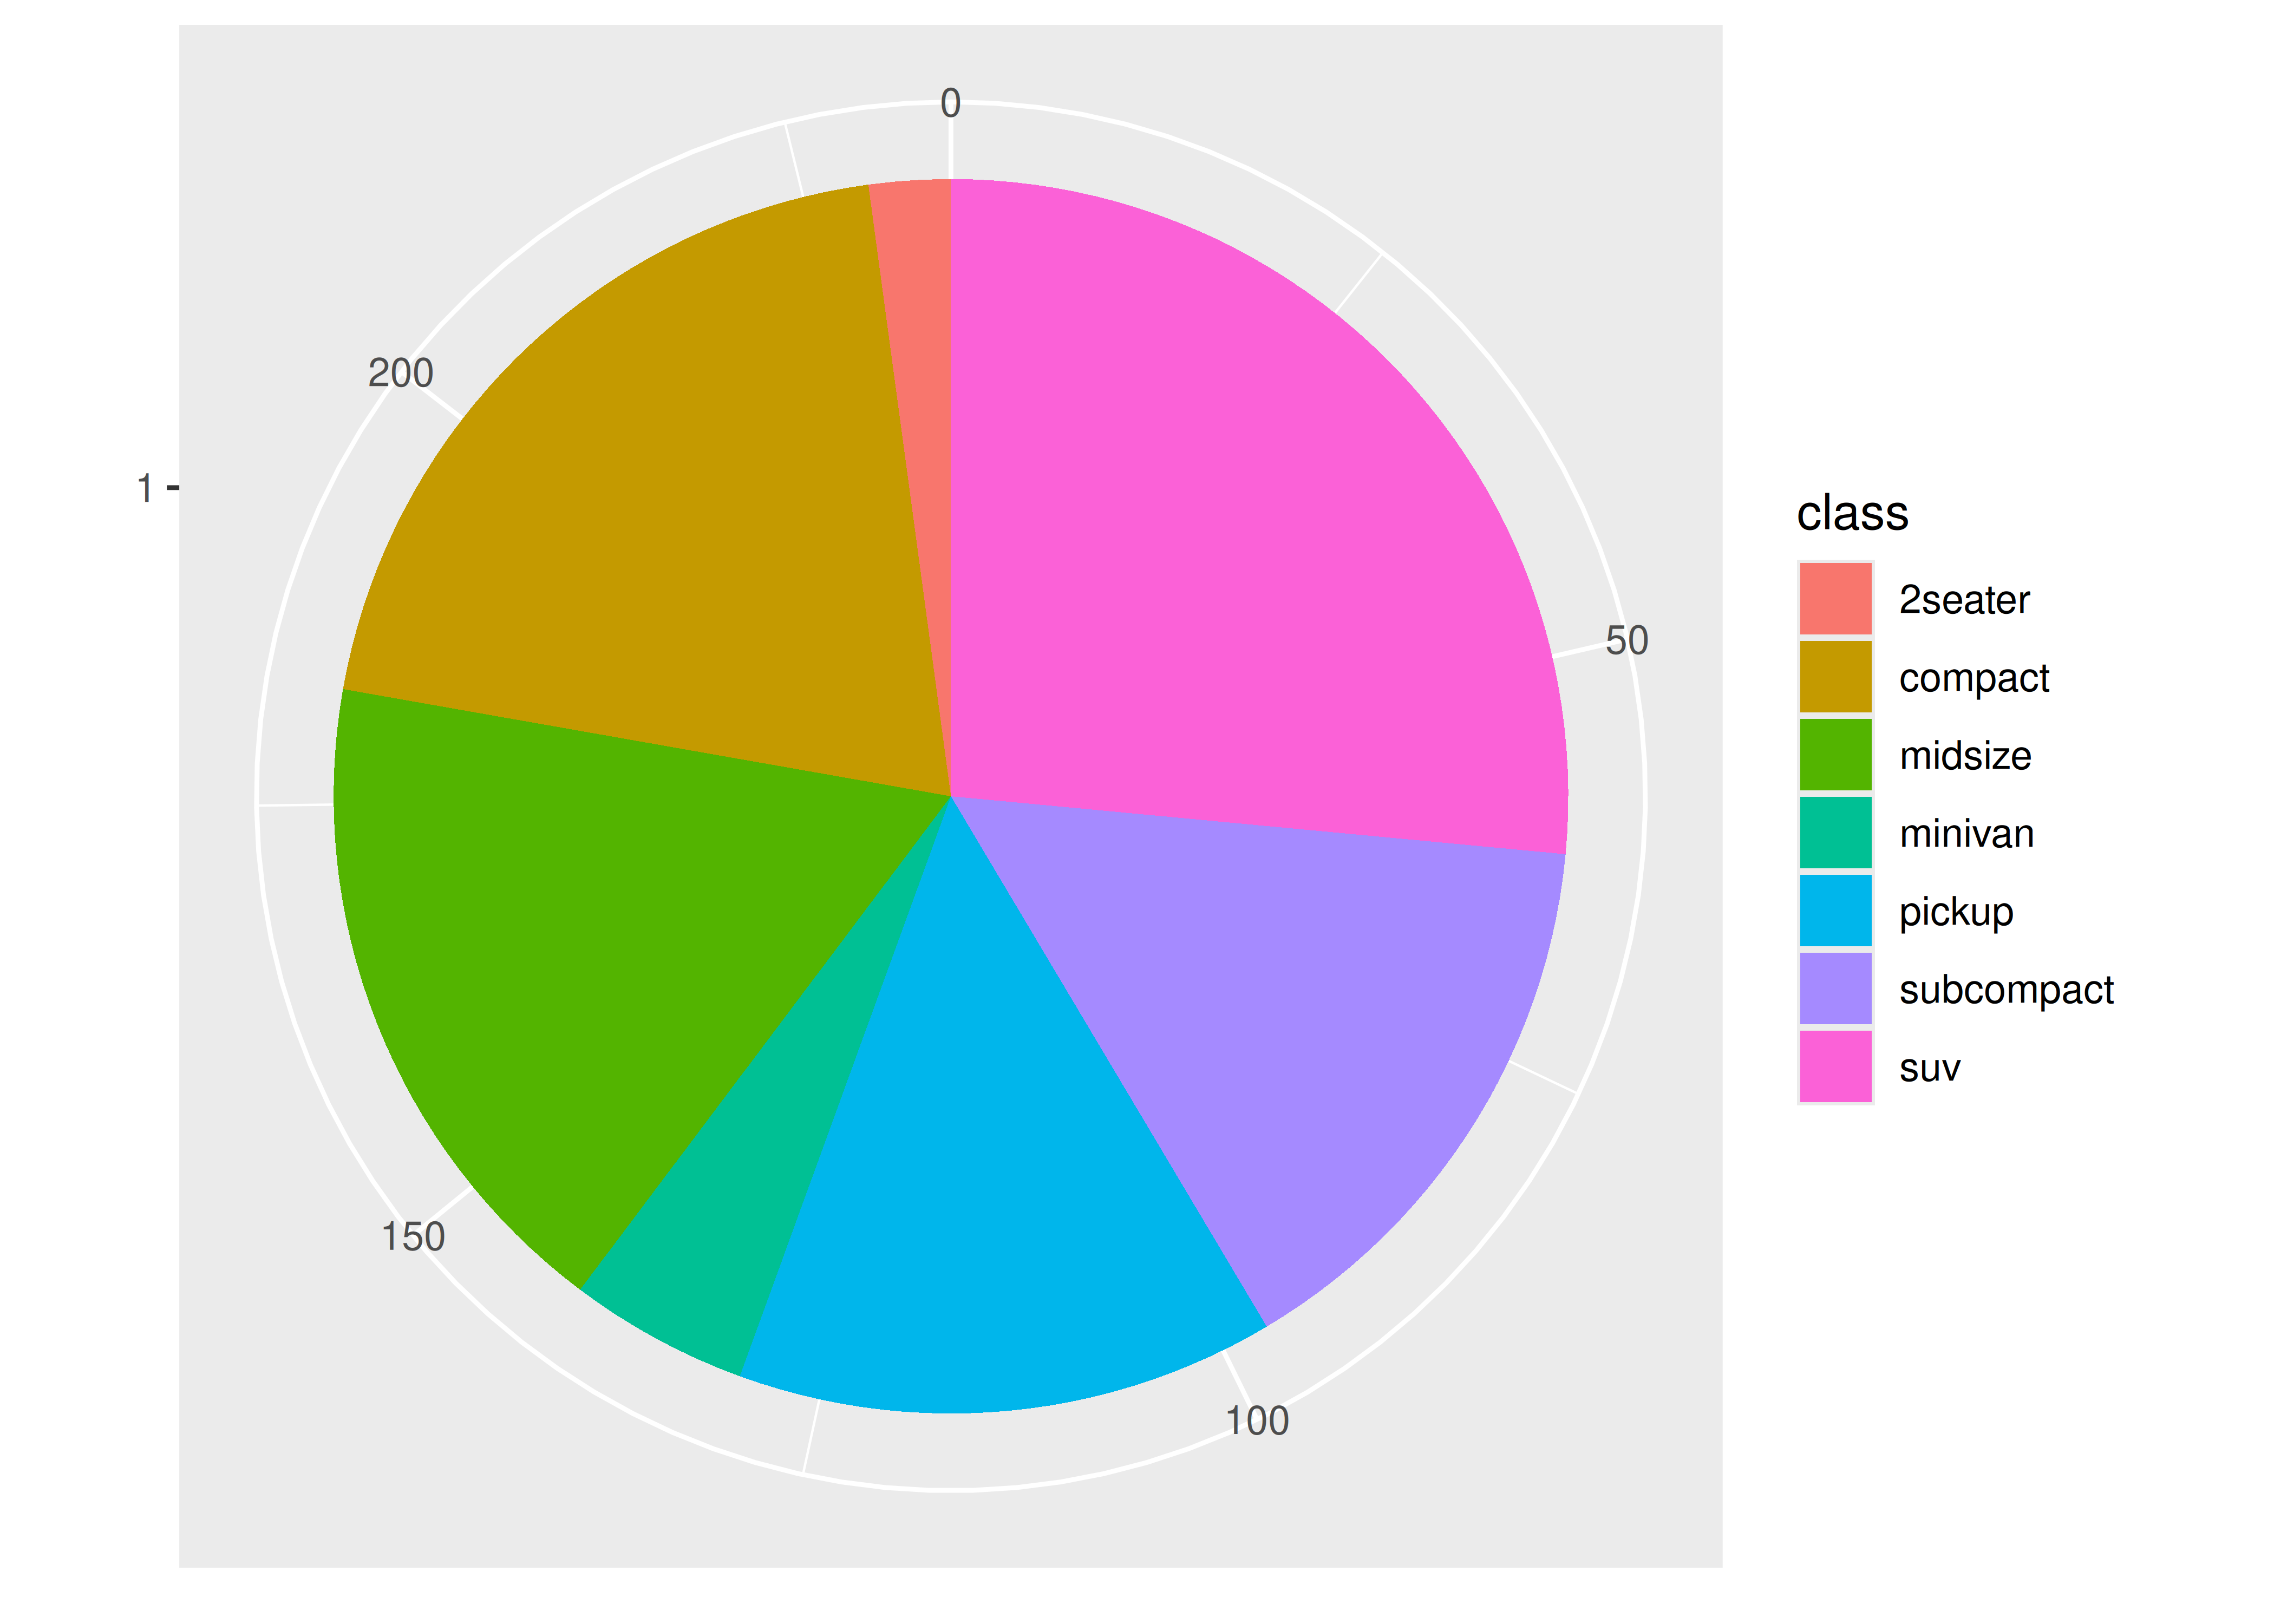 0
50
100
150
200
1
class
2seater
compact
midsize
minivan
pickup
subcompact
suv